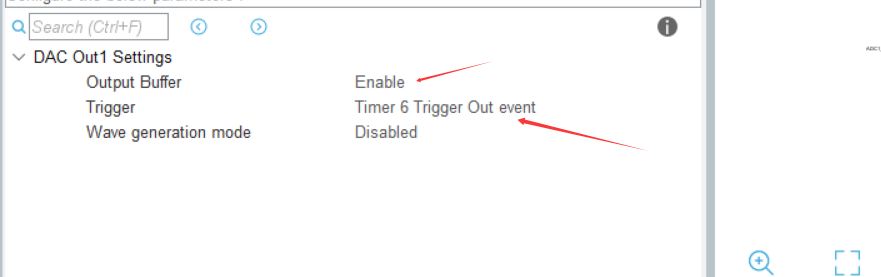 Configure the below parameters :
Search (Ctrl+F)
DAC Out1 Settings
Output Buffer Enable
Trigger Timer 6 Trigger Out event
Wave generation mode Disabled
ADC1_